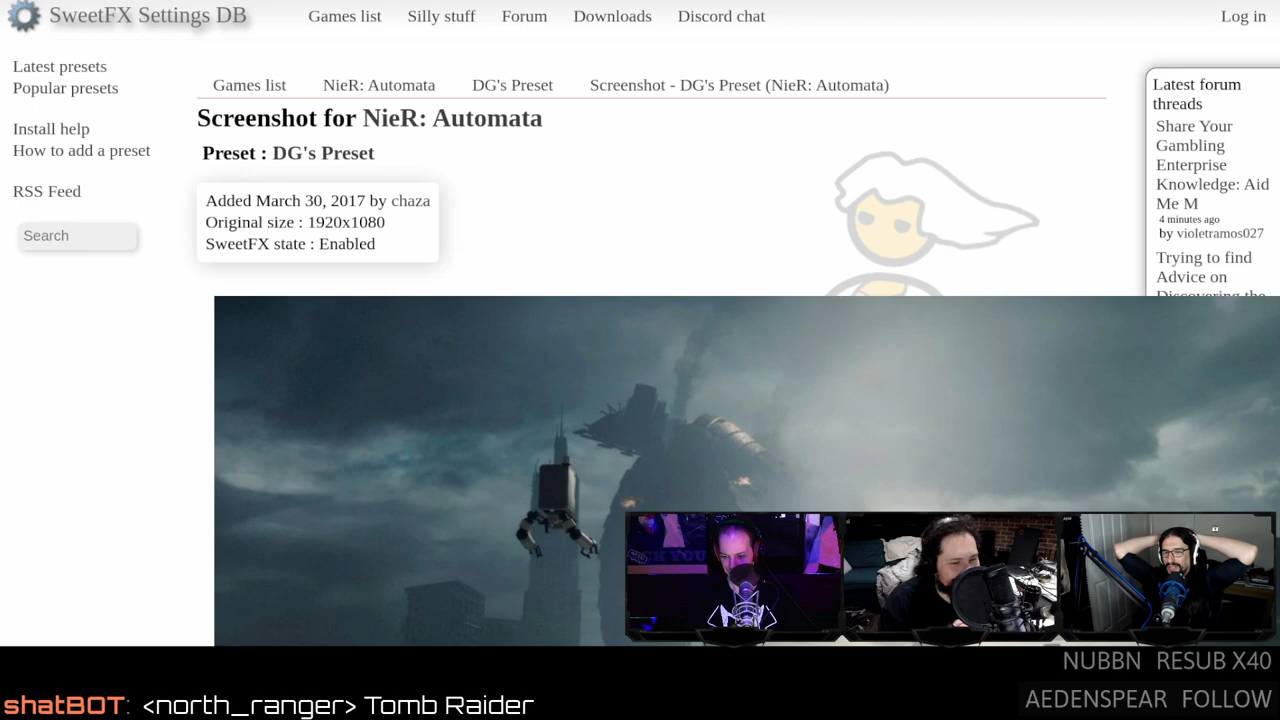 SweetFX Settings DB
Games list Silly stuff Forum Downloads Discord chat
Log in
Latest presets
Popular presets
Install help
How to add a preset
RSS Feed
Search
Games list NieR: Automata DG's Preset Screenshot - DG's Preset (NieR: Automata)
Screenshot for NieR: Automata
Preset : DG's Preset
Added March 30, 2017 by chaza
Original size : 1920x1080
SweetFX state : Enabled
Latest forum
threads
Share Your
Gambling
Enterprise
Knowledge: Aid
Me M
4 minutes ago
by violetramos027
Trying to find
Advice on
Discovering the
NUBBN RESUB X40
AEDENSPEAR FOLLOW
shatBOT: <north_ranger> Tomb Raider